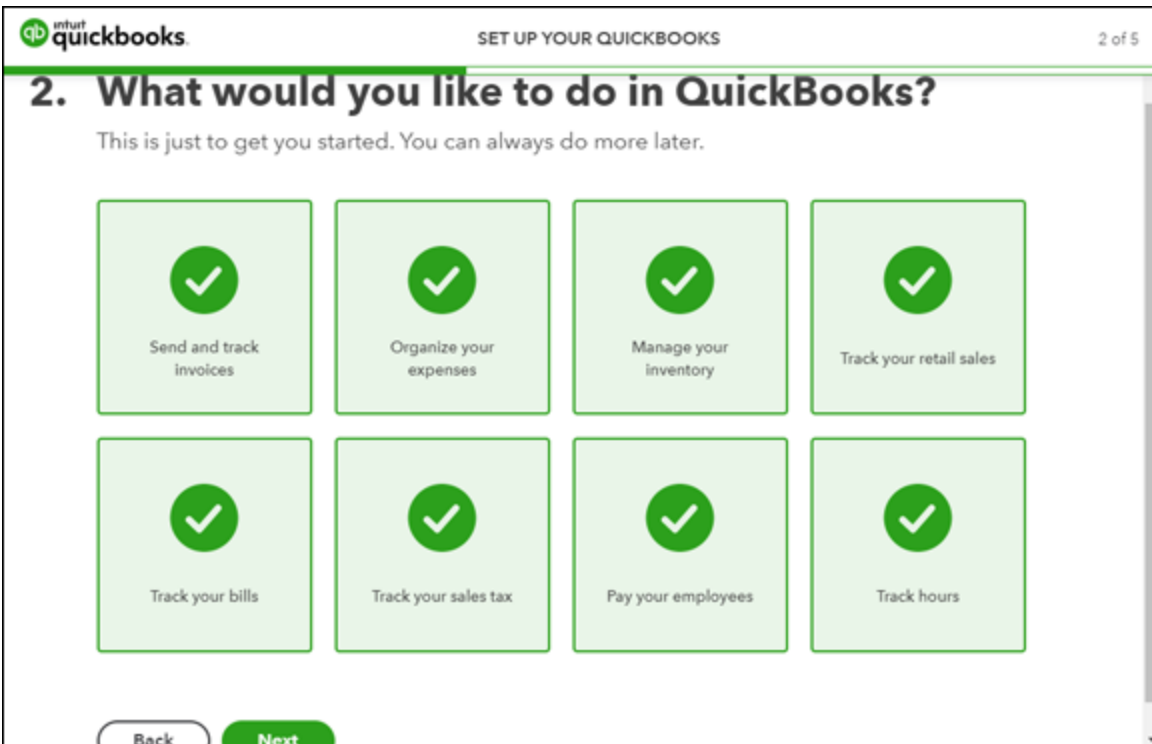 intuit
quickbooks.
SET UP YOUR QUICKBOOKS
2 of 5
2. What would you like to do in QuickBooks?
This is just to get you started. You can always do more later.
Send and track
invoices
Organize your
expenses
Manage your
inventory
Track your retail sales
Track your bills
Track your sales tax
Pay your employees
Track hours
Back
Next